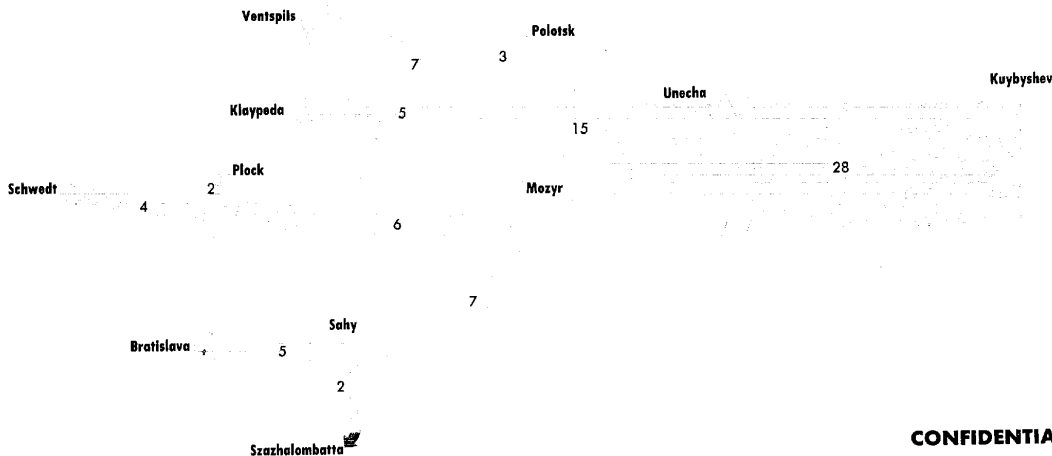 Ventspils
Polotsk
7
3
Kuybyshev
Unecha
Klaypeda
5
15
Plock
28
Schwedt
2
Mozyr
4
6
7
Sahy
Bratislava
5
2
Szazhalombatta
CONFIDENTIA